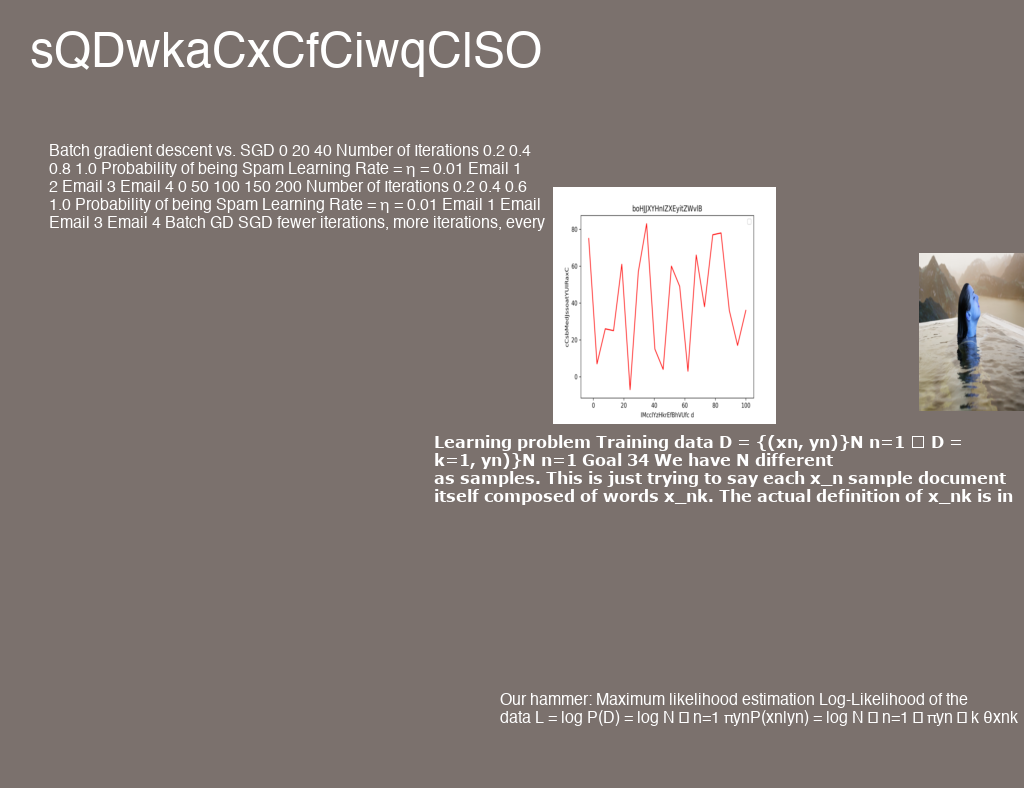 sQDwkaCxCfCiwqClSO
Batch gradient descent vs. SGD 0 20 40 Number of Iterations 0.2 0.4
0.8 1.0 Probability of being Spam Learning Rate = η = 0.01 Email 1
2 Email 3 Email 4 0 50 100 150 200 Number of Iterations 0.2 0.4 0.6
1.0 Probability of being Spam Learning Rate = η = 0.01 Email 1 Email
Email 3 Email 4 Batch GD SGD fewer iterations, more iterations, every
80
60
40
20
0
0 20 40 60 80 100
Learning problem Training data D = {(xn, yn)}N n=1 □ D =
k=1, yn)}N n=1 Goal 34 We have N different
as samples. This is just trying to say each x_n sample document
itself composed of words x_nk. The actual definition of x_nk is in
Our hammer: Maximum likelihood estimation Log-Likelihood of the
data L = log P(D) = log N □ n=1 πynP(xn|yn) = log N □ n=1 □ πyn □ k θxnk